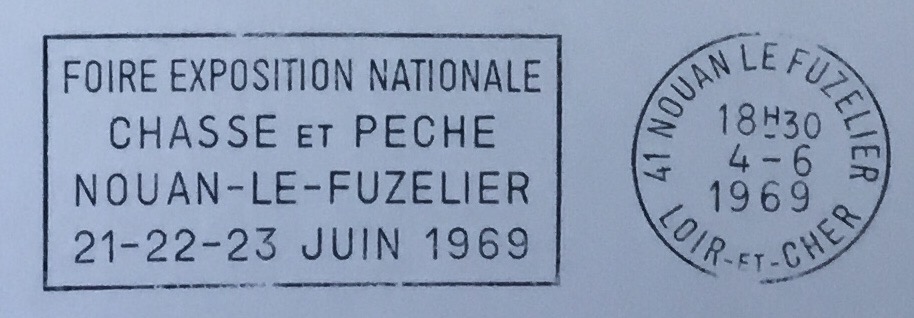 FOIRE EXPOSITION NATIONALE
CHASSE ET PECHE
NOUAN-LE-FUZELIER
21-22-23 JUIN 1969
41 NOUAN LE FUZELIER
18H30
4-6
1969
LOIR-ET-CHER